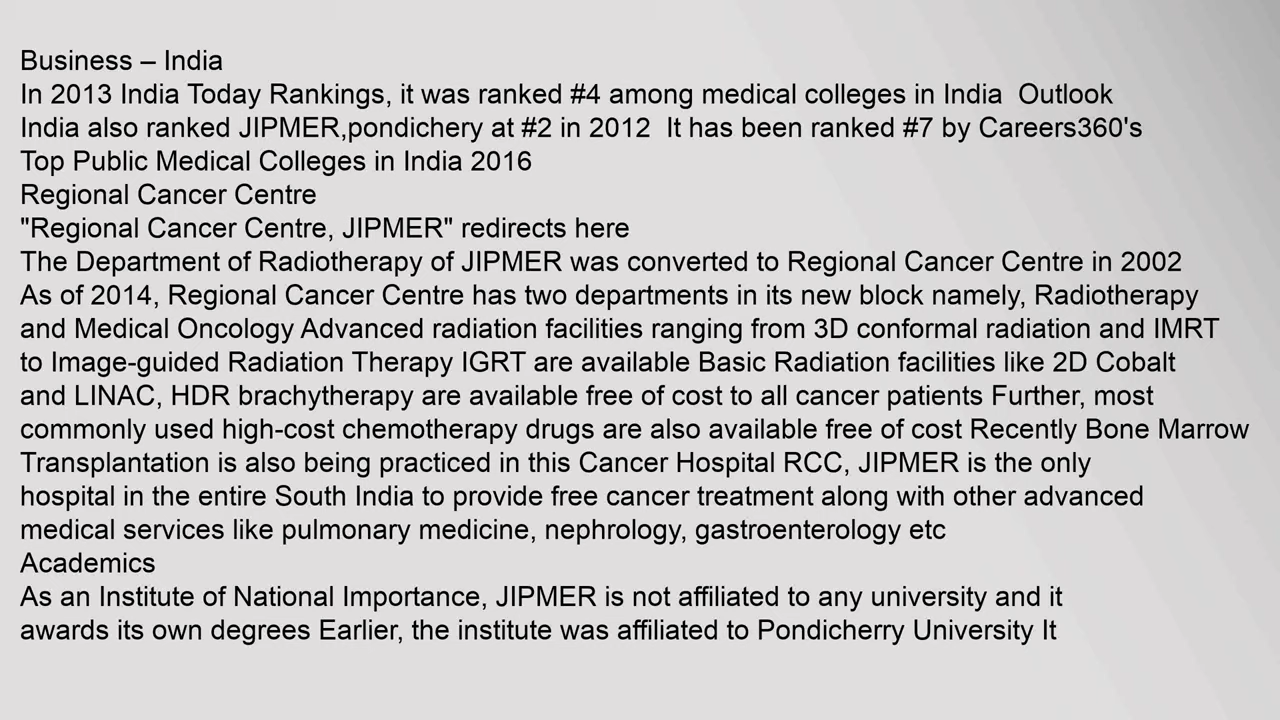 Business – India
In 2013 India Today Rankings, it was ranked #4 among medical colleges in India  Outlook
India also ranked JIPMER,pondichery at #2 in 2012  It has been ranked #7 by Careers360's
Top Public Medical Colleges in India 2016
Regional Cancer Centre
"Regional Cancer Centre, JIPMER" redirects here
The Department of Radiotherapy of JIPMER was converted to Regional Cancer Centre in 2002
As of 2014, Regional Cancer Centre has two departments in its new block namely, Radiotherapy
and Medical Oncology Advanced radiation facilities ranging from 3D conformal radiation and IMRT
to Image-guided Radiation Therapy IGRT are available Basic Radiation facilities like 2D Cobalt
and LINAC, HDR brachytherapy are available free of cost to all cancer patients Further, most
commonly used high-cost chemotherapy drugs are also available free of cost Recently Bone Marrow
Transplantation is also being practiced in this Cancer Hospital RCC, JIPMER is the only
hospital in the entire South India to provide free cancer treatment along with other advanced
medical services like pulmonary medicine, nephrology, gastroenterology etc
Academics
As an Institute of National Importance, JIPMER is not affiliated to any university and it
awards its own degrees Earlier, the institute was affiliated to Pondicherry University It